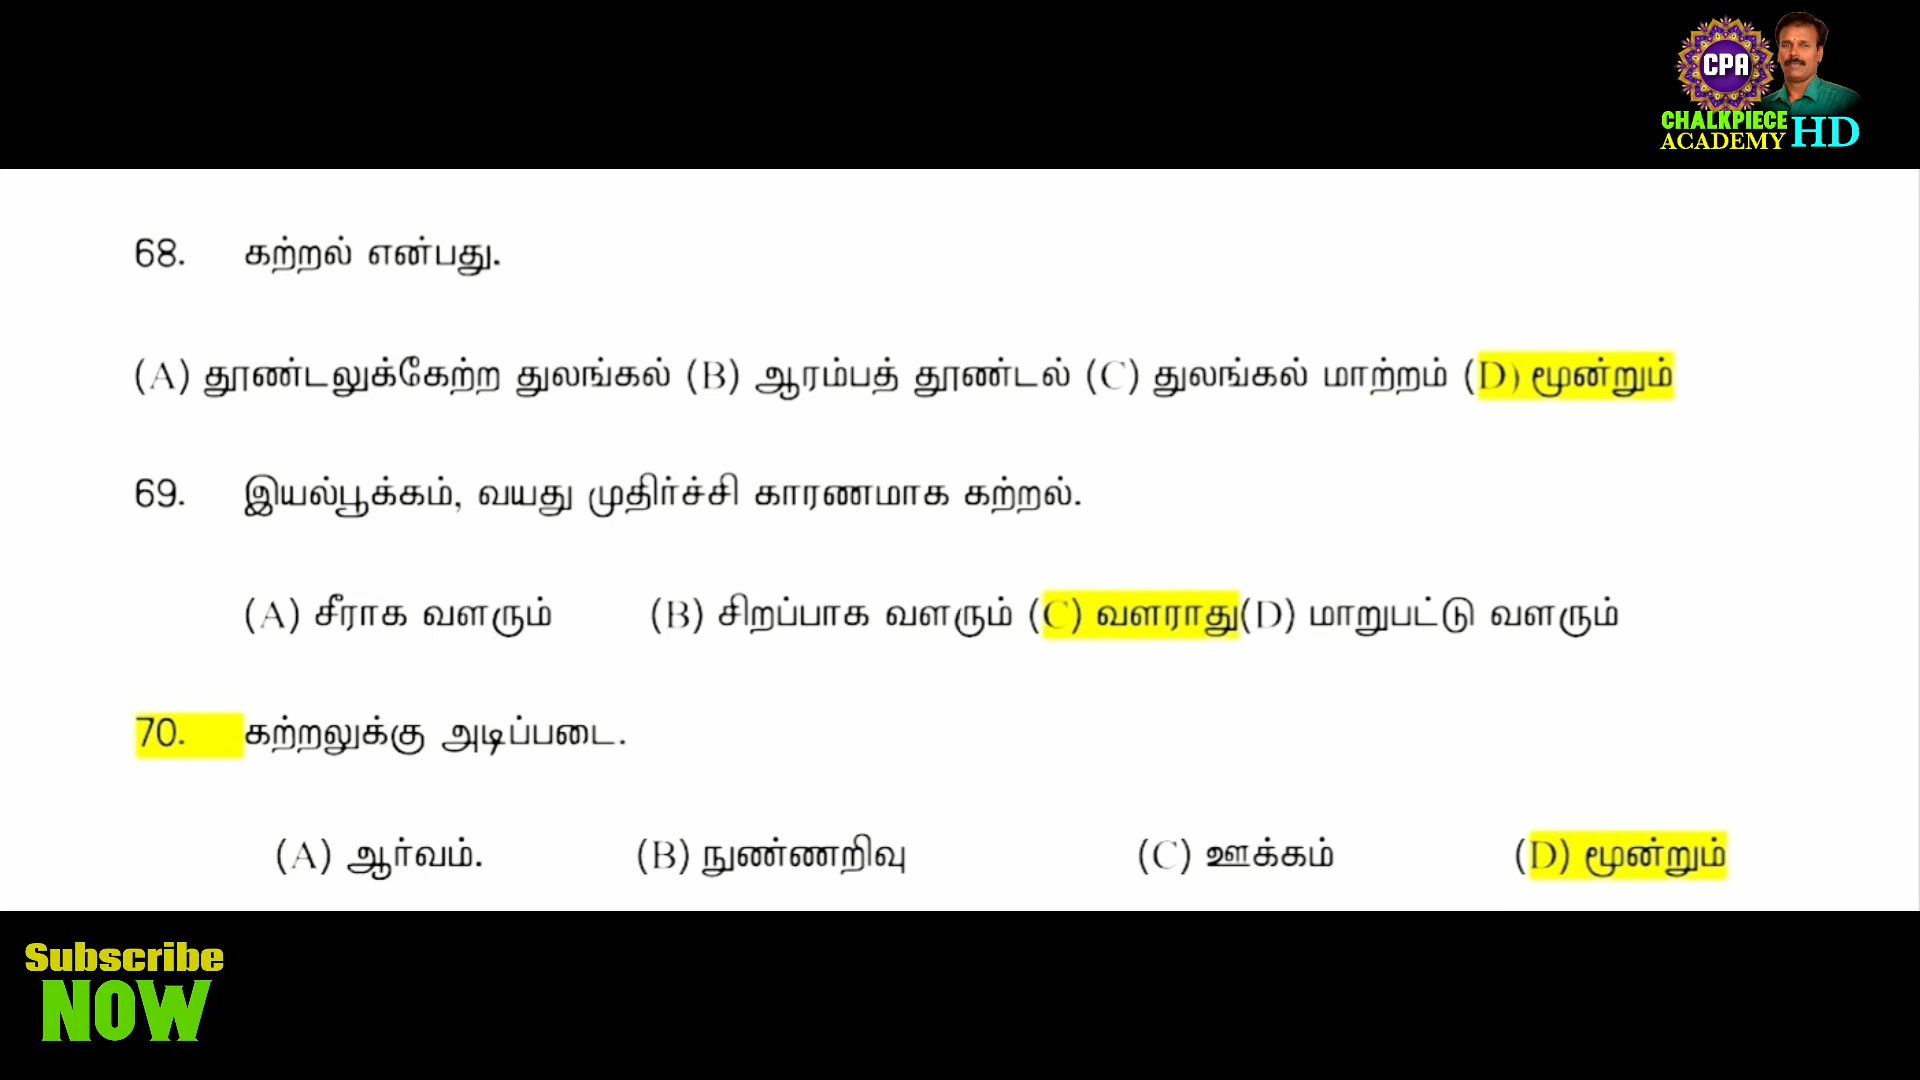 CPA
CHALKPIECE
ACADEMY HD
68. கற்றல் என்பது.
(A) தூண்டலுக்கேற்ற துலங்கல் (B) ஆரம்பத் தூண்டல் (C) துலங்கல் மாற்றம் (D) மூன்றும்
69. இயல்பூக்கம், வயது முதிர்ச்சி காரணமாக கற்றல்.
(A) சீராக வளரும் (B) சிறப்பாக வளரும் (C) வளராது(D) மாறுபட்டு வளரும்
70. கற்றலுக்கு அடிப்படை.
(A) ஆர்வம். (B) நுண்ணறிவு (C) ஊக்கம் (D) மூன்றும்
Subscribe
NOW